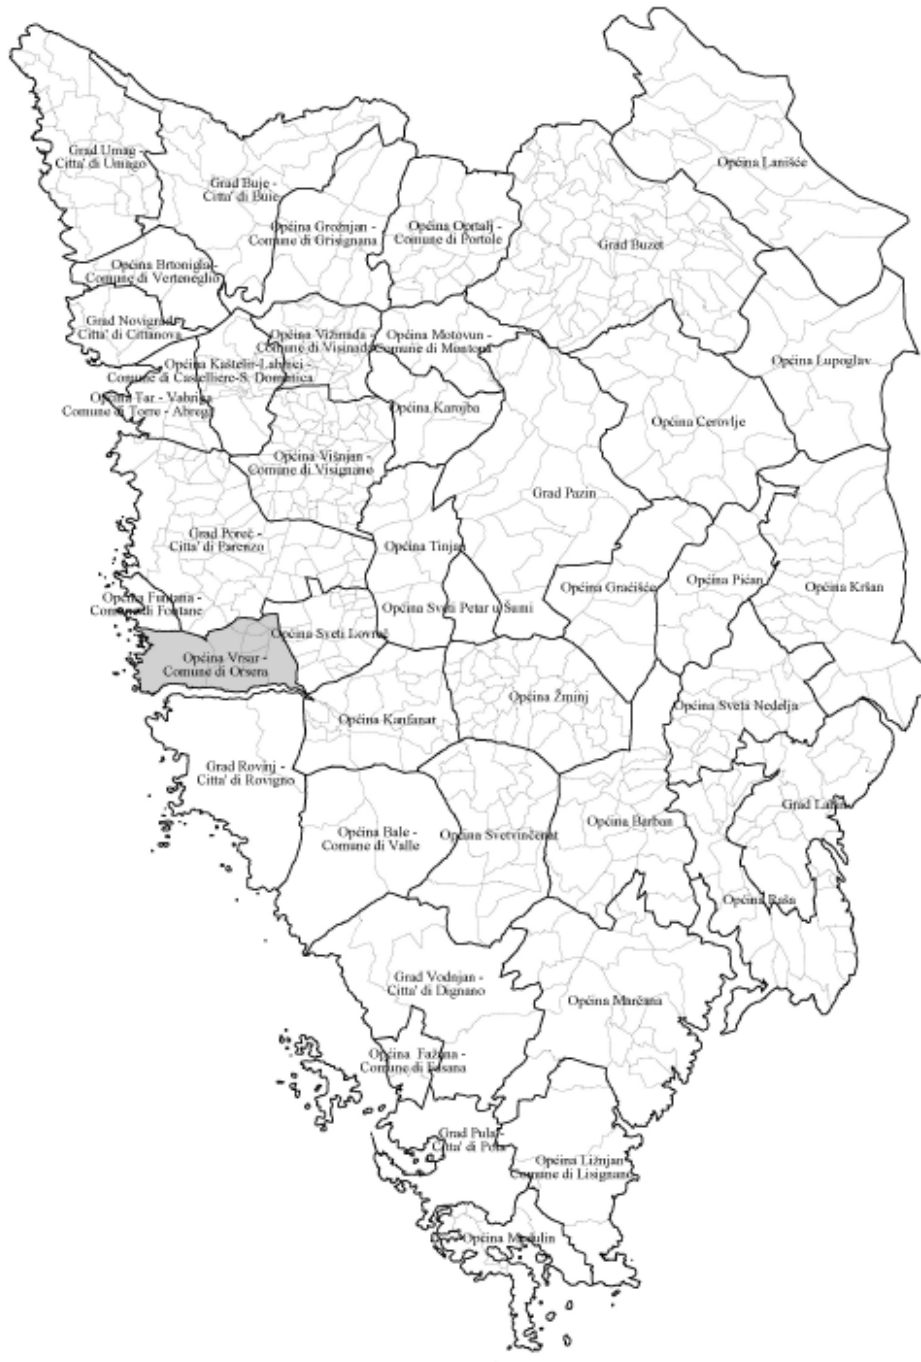 Grad Umag -
Citta' di Umago
Općina Lanišće
Grad Buje -
Citta' di Buie
Općina Grožnjan -
Comune di Grisignana
Općina Oprtalj -
Comune di Portole
Grad Buzet
Općina Brtonigla -
Comune di Verteneglio
Grad Novigrad -
Citta' di Cittanova
Općina Vižinada -
Comune di Visinada
Općina Motovun -
Comune di Montona
Općina Lupoglav
Općina Kaštelir-Labinci -
Comune di Castelliere-S. Domenica
Općina Tar - Vabriga
Comune di Torre - Abrega
Općina Karojba
Općina Cerovlje
Općina Višnjan -
Comune di Visignano
Grad Pazin
Grad Poreč -
Citta' di Parenzo
Općina Tinjan
Općina Gračišće
Općina Pićan
Općina Kršan
Općina Funtana -
Comune di Fontane
Općina Sveti Petar u Šumi
Općina Sveti Lovreč
Općina Vrsar -
Comune di Orsera
Općina Žminj
Općina Sveta Nedelja
Općina Kanfanar
Grad Rovinj -
Citta' di Rovigno
Grad Labin
Općina Bale -
Comune di Valle
Općina Svetvinčenat
Općina Barban
Općina Raša
Grad Vodnjan -
Citta' di Dignano
Općina Marčana
Općina Fažana -
Comune di Fasana
Grad Pula -
Citta' di Pola
Općina Ližnjan
Comune di Lisignano
Općina Medulin